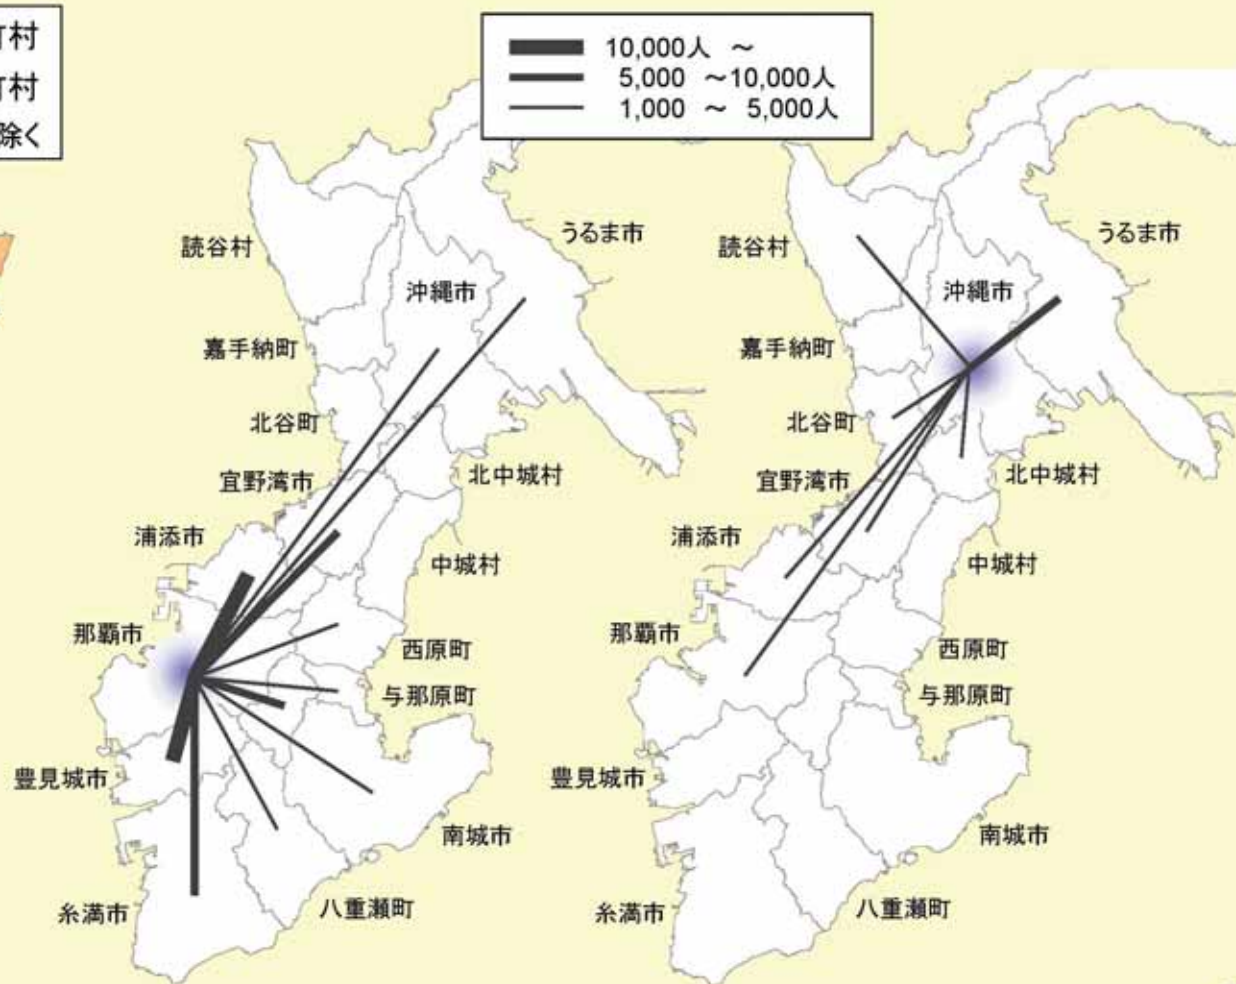 町村
町村
除く
10,000人 ～
5,000 ～10,000人
1,000 ～ 5,000人
読谷村
うるま市
沖縄市
嘉手納町
北谷町
北中城村
宜野湾市
浦添市
中城村
那覇市
西原町
与那原町
豊見城市
南城市
糸満市
八重瀬町
読谷村
うるま市
沖縄市
嘉手納町
北谷町
北中城村
宜野湾市
浦添市
中城村
那覇市
西原町
与那原町
豊見城市
南城市
糸満市
八重瀬町